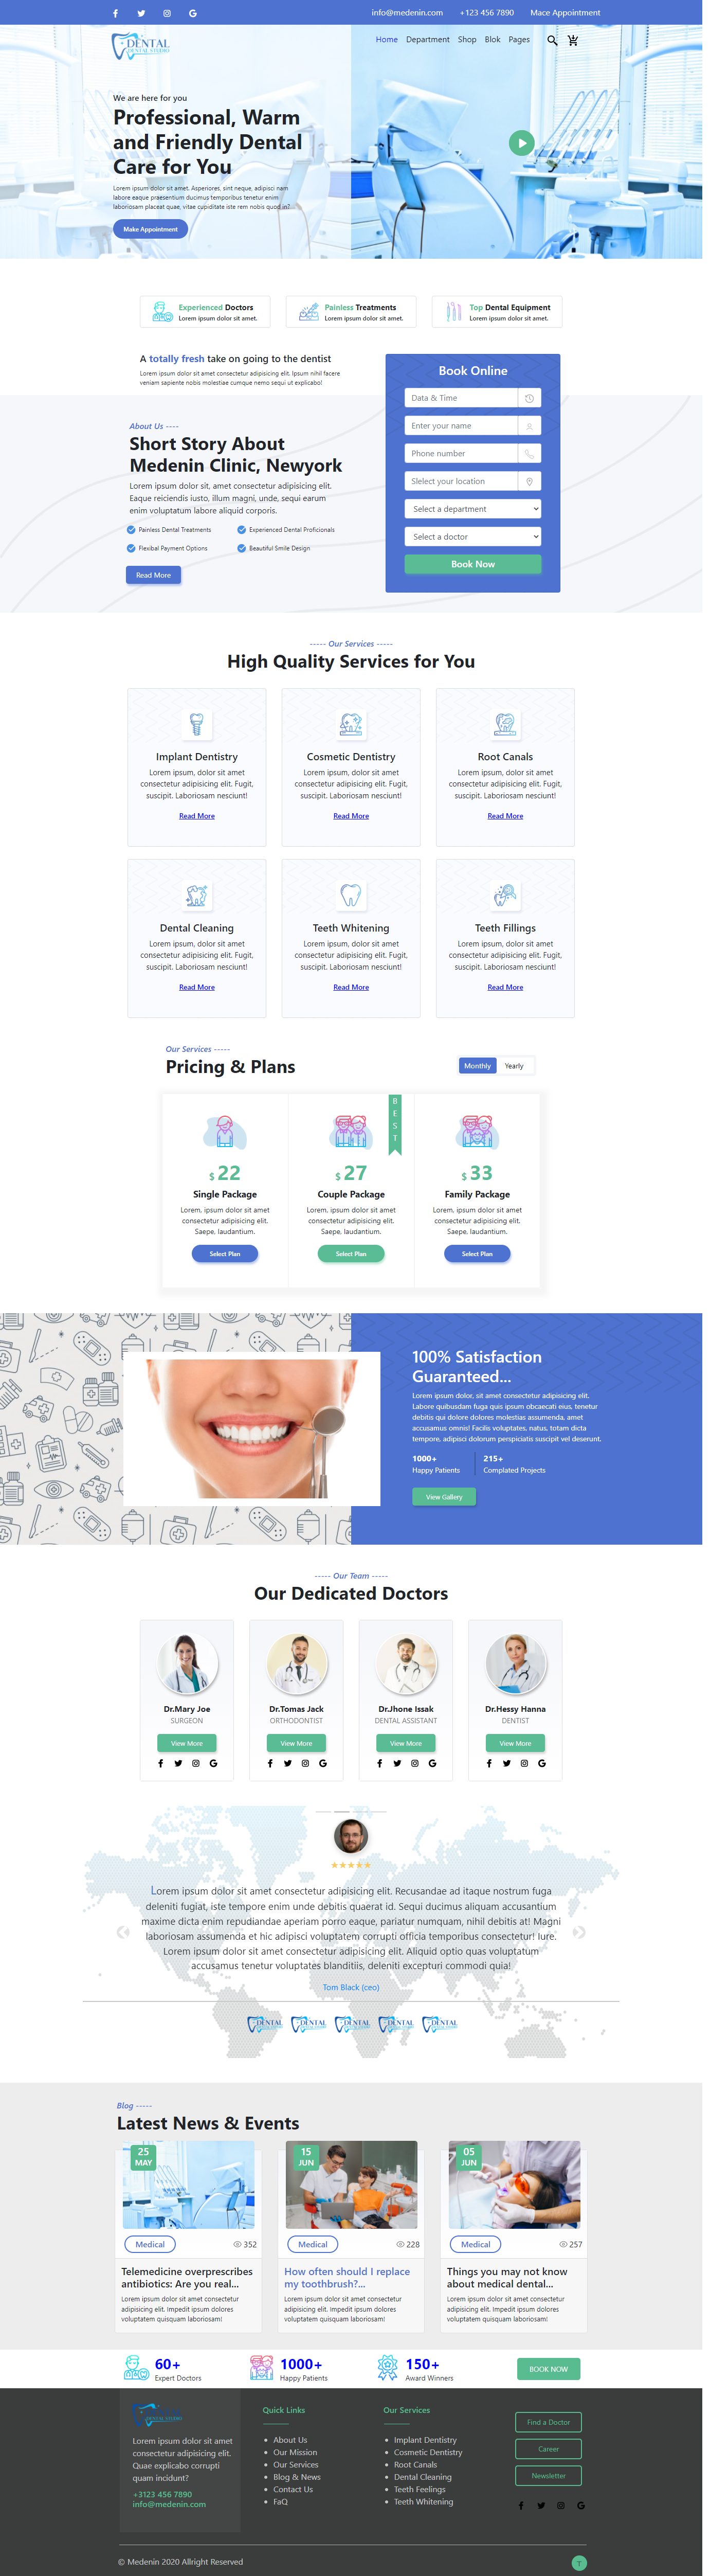 info@medenin.com +123 456 7890 Mace Appointment
DENTAL
DENTAL STUDIO
Home Department Shop Blok Pages
We are here for you
Professional, Warm
and Friendly Dental
Care for You
Lorem ipsum dolor sit amet. Asperiores, sint neque, adipisci nam
labore eaque praesentium ducimus temporibus tenetur enim
laboriosam placeat quae, vitae cupiditate iste rem nobis quod in?
Make Appointment
Experienced Doctors
Lorem ipsum dolor sit amet.
Painless Treatments
Lorem ipsum dolor sit amet.
Top Dental Equipment
Lorem ipsum dolor sit amet.
A totally fresh take on going to the dentist
Lorem ipsum dolor sit amet consectetur adipisicing elit. Ipsum nihil facere
veniam sapiente nobis molestiae cumque nemo sequi ut explicabo!
About Us ----
Short Story About
Medenin Clinic, Newyork
Lorem ipsum dolor sit, amet consectetur adipisicing elit.
Eaque reiciendis iusto, illum magni, unde, sequi earum
enim voluptatum labore aliquid corporis.
Painless Dental Treatments
Experienced Dental Proficionals
Flexibal Payment Options
Beautiful Smile Design
Read More
Book Online
Data & Time
Enter your name
Phone number
Slelect your location
Select a department
Select a doctor
Book Now
----- Our Services -----
High Quality Services for You
Implant Dentistry
Lorem ipsum, dolor sit amet
consectetur adipisicing elit. Fugit,
suscipit. Laboriosam nesciunt!
Read More
Cosmetic Dentistry
Lorem ipsum, dolor sit amet
consectetur adipisicing elit. Fugit,
suscipit. Laboriosam nesciunt!
Read More
Root Canals
Lorem ipsum, dolor sit amet
consectetur adipisicing elit. Fugit,
suscipit. Laboriosam nesciunt!
Read More
Dental Cleaning
Lorem ipsum, dolor sit amet
consectetur adipisicing elit. Fugit,
suscipit. Laboriosam nesciunt!
Read More
Teeth Whitening
Lorem ipsum, dolor sit amet
consectetur adipisicing elit. Fugit,
suscipit. Laboriosam nesciunt!
Read More
Teeth Fillings
Lorem ipsum, dolor sit amet
consectetur adipisicing elit. Fugit,
suscipit. Laboriosam nesciunt!
Read More
Our Services -----
Pricing & Plans
Monthly Yearly
$ 22
Single Package
Lorem, ipsum dolor sit amet
consectetur adipisicing elit.
Saepe, laudantium.
Select Plan
B
E
S
T
$ 27
Couple Package
Lorem, ipsum dolor sit amet
consectetur adipisicing elit.
Saepe, laudantium.
Select Plan
$ 33
Family Package
Lorem, ipsum dolor sit amet
consectetur adipisicing elit.
Saepe, laudantium.
Select Plan
100% Satisfaction
Guaranteed...
Lorem ipsum dolor, sit amet consectetur adipisicing elit.
Labore quibusdam fuga quis ipsum obcaecati eius, tenetur
debitis qui dolore dolores molestias assumenda, amet
accusamus omnis! Facilis voluptates, natus, totam dicta
tempore, adipisci dolorum perspiciatis suscipit vel deserunt.
1000+
Happy Patients
215+
Complated Projects
View Gallery
----- Our Team -----
Our Dedicated Doctors
Dr.Mary Joe
SURGEON
View More
Dr.Tomas Jack
ORTHODONTIST
View More
Dr.Jhone Issak
DENTAL ASSISTANT
View More
Dr.Hessy Hanna
DENTIST
View More
Lorem ipsum dolor sit amet consectetur adipisicing elit. Recusandae ad itaque nostrum fuga
deleniti fugiat, iste tempore enim unde debitis quaerat id. Sequi ducimus aliquam accusantium
maxime dicta enim repudiandae aperiam porro eaque, pariatur numquam, nihil debitis at! Magni
laboriosam assumenda et hic adipisci voluptatem corrupti officia temporibus consectetur! Iure.
Lorem ipsum dolor sit amet consectetur adipisicing elit. Aliquid optio quas voluptatum
accusamus tenetur voluptates blanditiis, deleniti excepturi commodi quia!
Tom Black (ceo)
DENTAL DENTAL DENTAL DENTAL DENTAL
Blog -----
Latest News & Events
25
MAY
Medical 352
Telemedicine overprescribes
antibiotics: Are you real...
Lorem ipsum dolor sit amet consectetur
adipisicing elit. Impedit ipsum dolores
voluptatem quisquam laboriosam!
15
JUN
Medical 228
How often should I replace
my toothbrush?...
Lorem ipsum dolor sit amet consectetur
adipisicing elit. Impedit ipsum dolores
voluptatem quisquam laboriosam!
05
JUN
Medical 257
Things you may not know
about medical dental...
Lorem ipsum dolor sit amet consectetur
adipisicing elit. Impedit ipsum dolores
voluptatem quisquam laboriosam!
60+
Expert Doctors
1000+
Happy Patients
150+
Award Winners
BOOK NOW
DENTAL STUDIO
Lorem ipsum dolor sit amet
consectetur adipisicing elit.
Quae explicabo corrupti
quam incidunt?
+3123 456 7890
info@medenin.com
Quick Links
About Us
Our Mission
Our Services
Blog & News
Contact Us
FaQ
Our Services
Implant Dentistry
Cosmetic Dentistry
Root Canals
Dental Cleaning
Teeth Feelings
Teeth Whitening
Find a Doctor
Career
Newsletter
© Medenin 2020 Allright Reserved
T